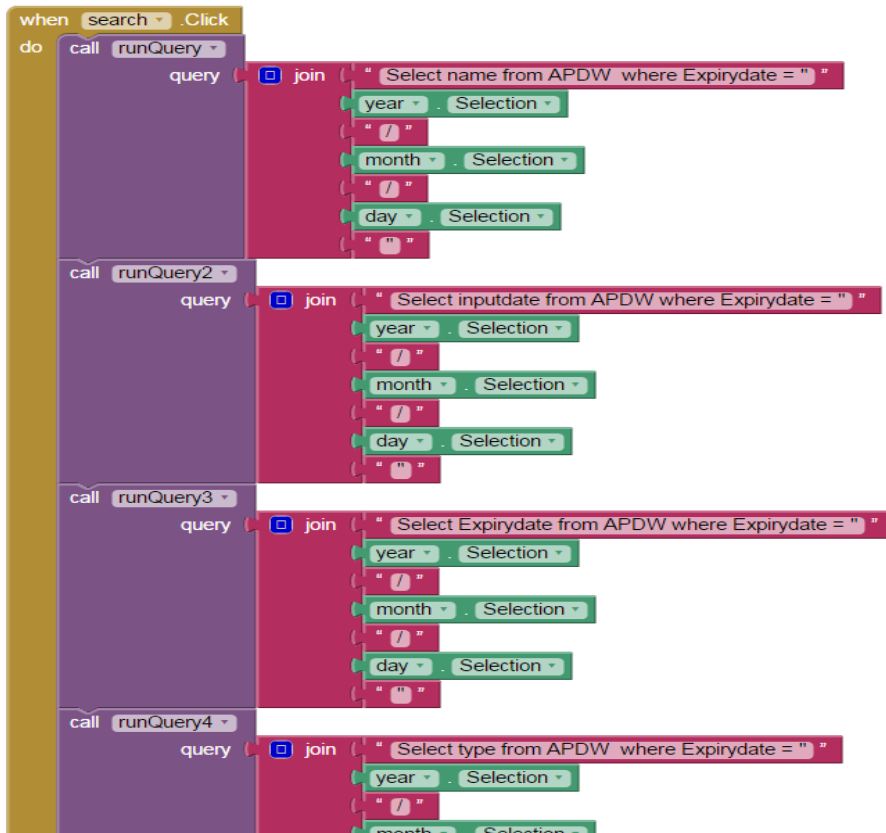 when search .Click
do call runQuery
query join " Select name from APDW where Expirydate = " "
year . Selection
" / "
month . Selection
" / "
day . Selection
" " "
call runQuery2
query join " Select inputdate from APDW where Expirydate = " "
year . Selection
" / "
month . Selection
" / "
day . Selection
" " "
call runQuery3
query join " Select Expirydate from APDW where Expirydate = " "
year . Selection
" / "
month . Selection
" / "
day . Selection
" " "
call runQuery4
query join " Select type from APDW where Expirydate = " "
year . Selection
" / "
month . Selection